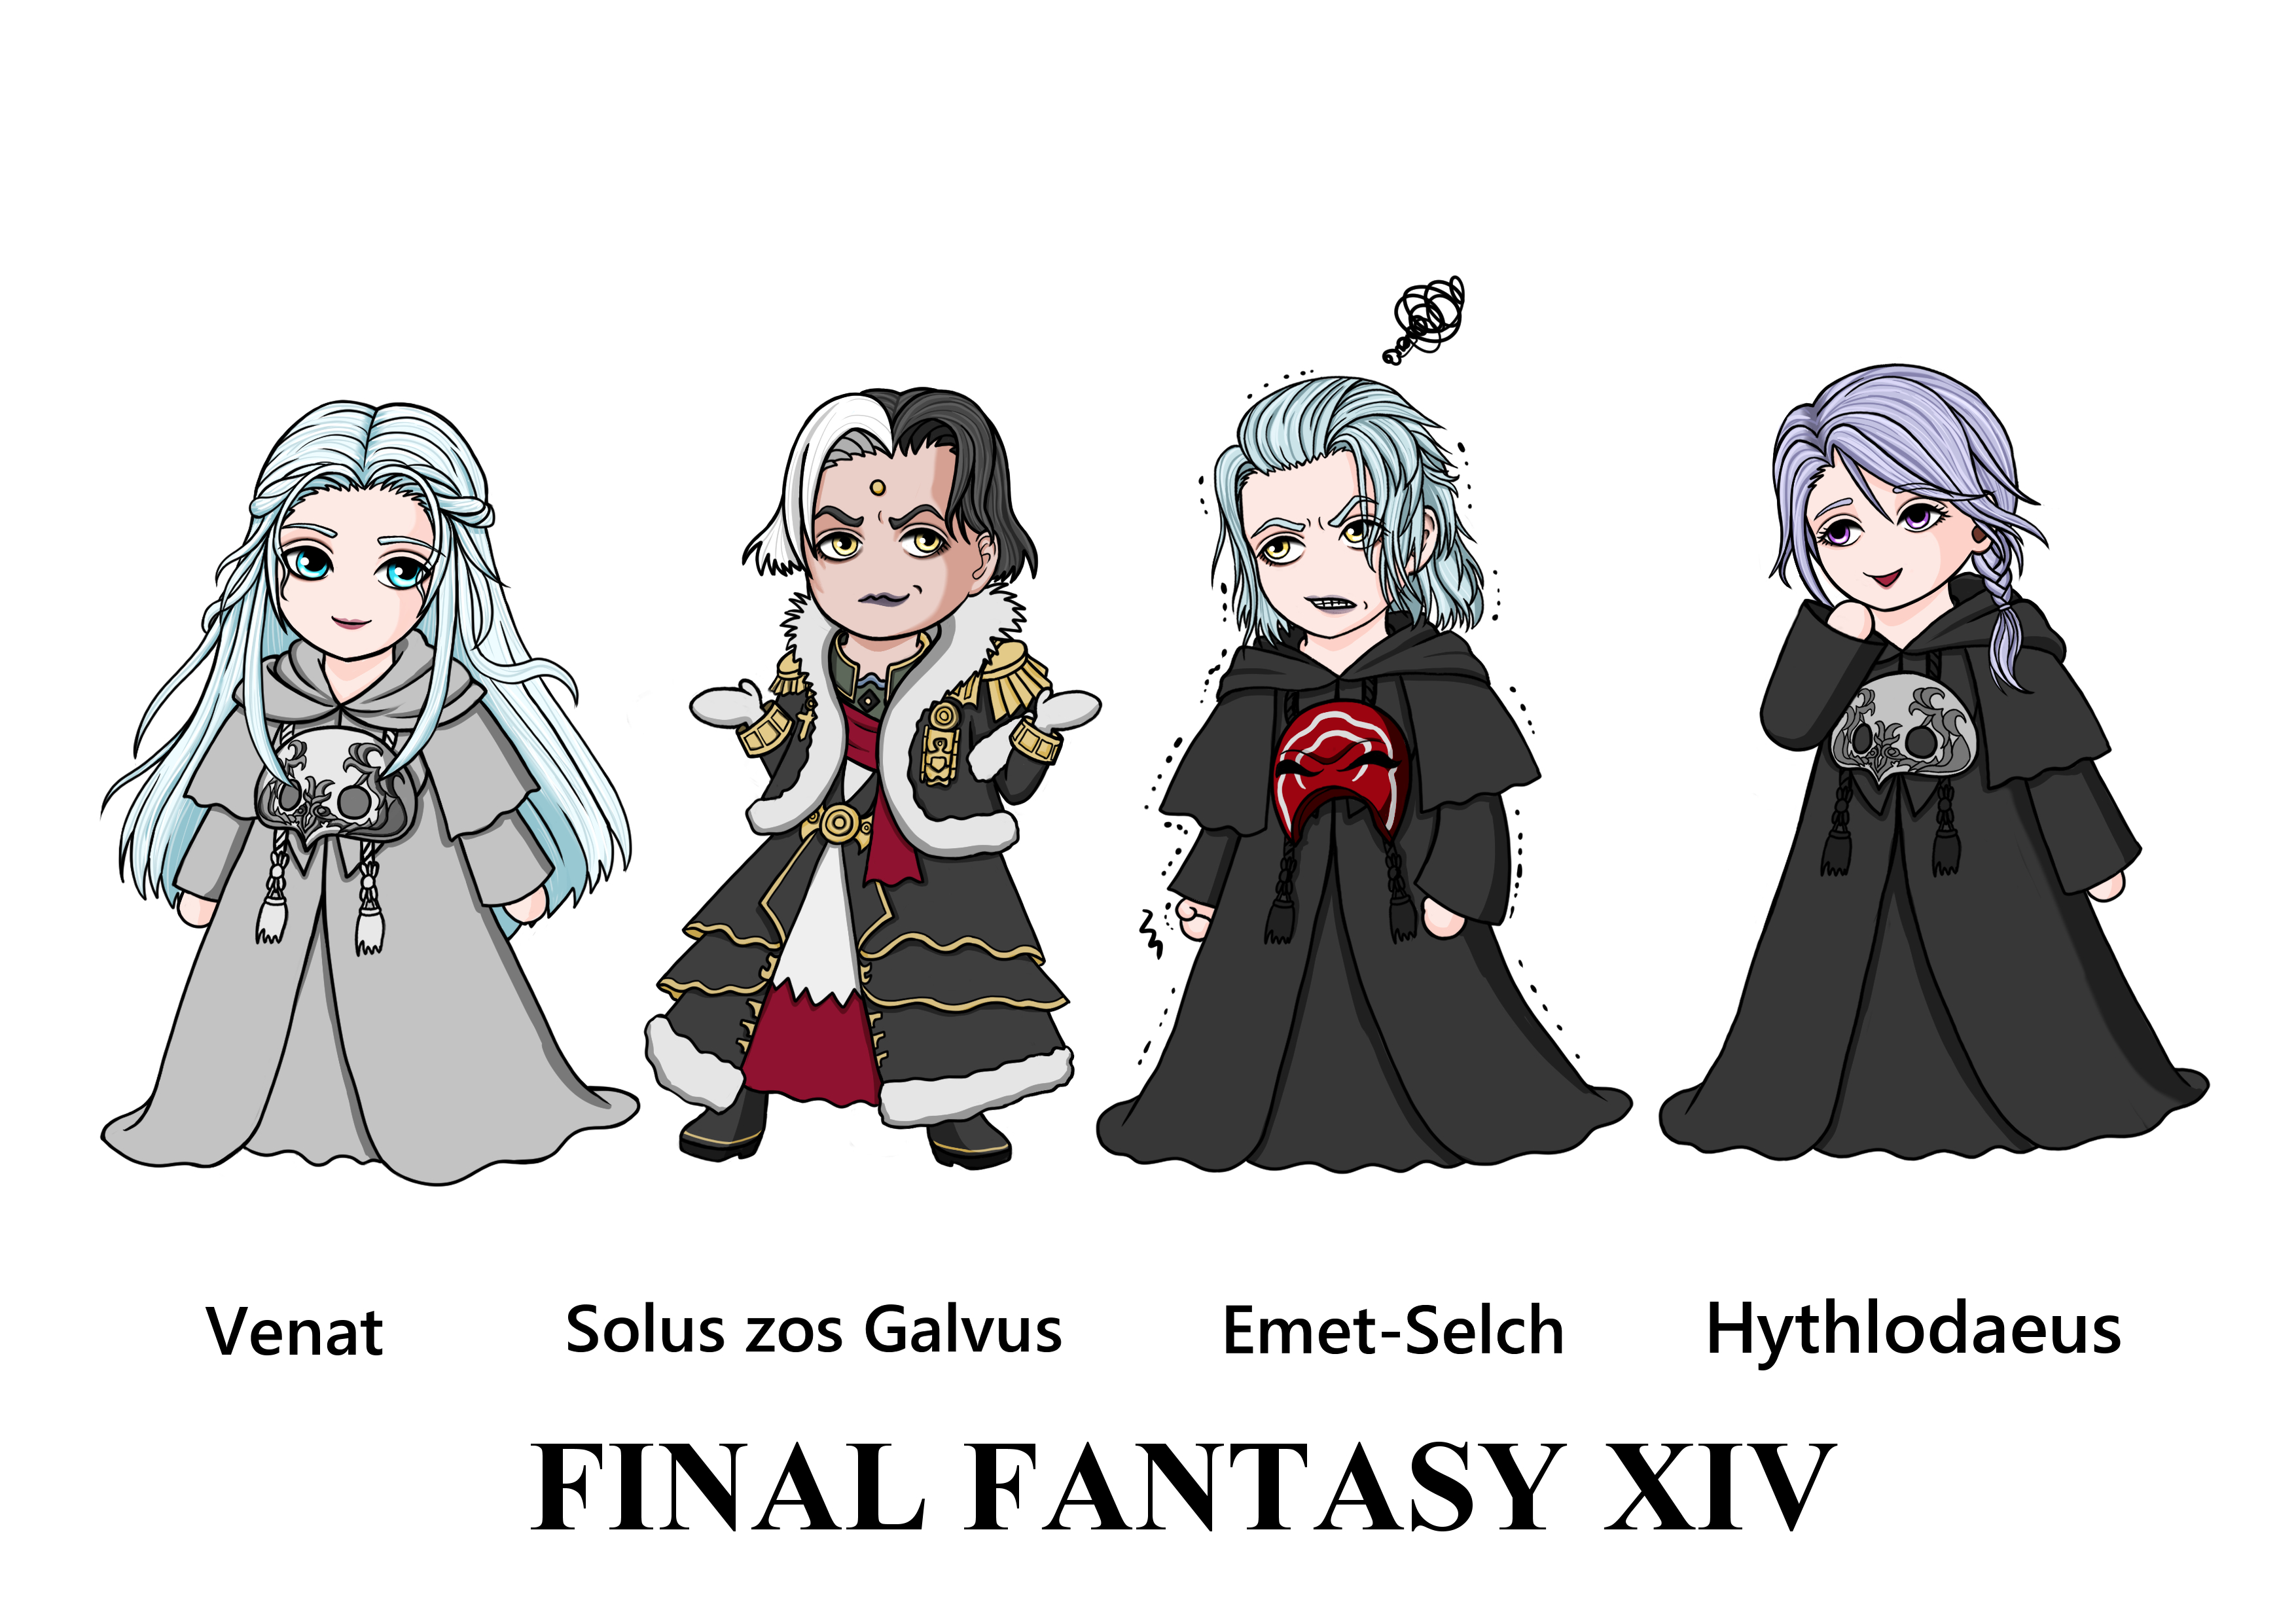 Venat Solus zos Galvus Emet-Selch Hythlodaeus
FINAL FANTASY XIV